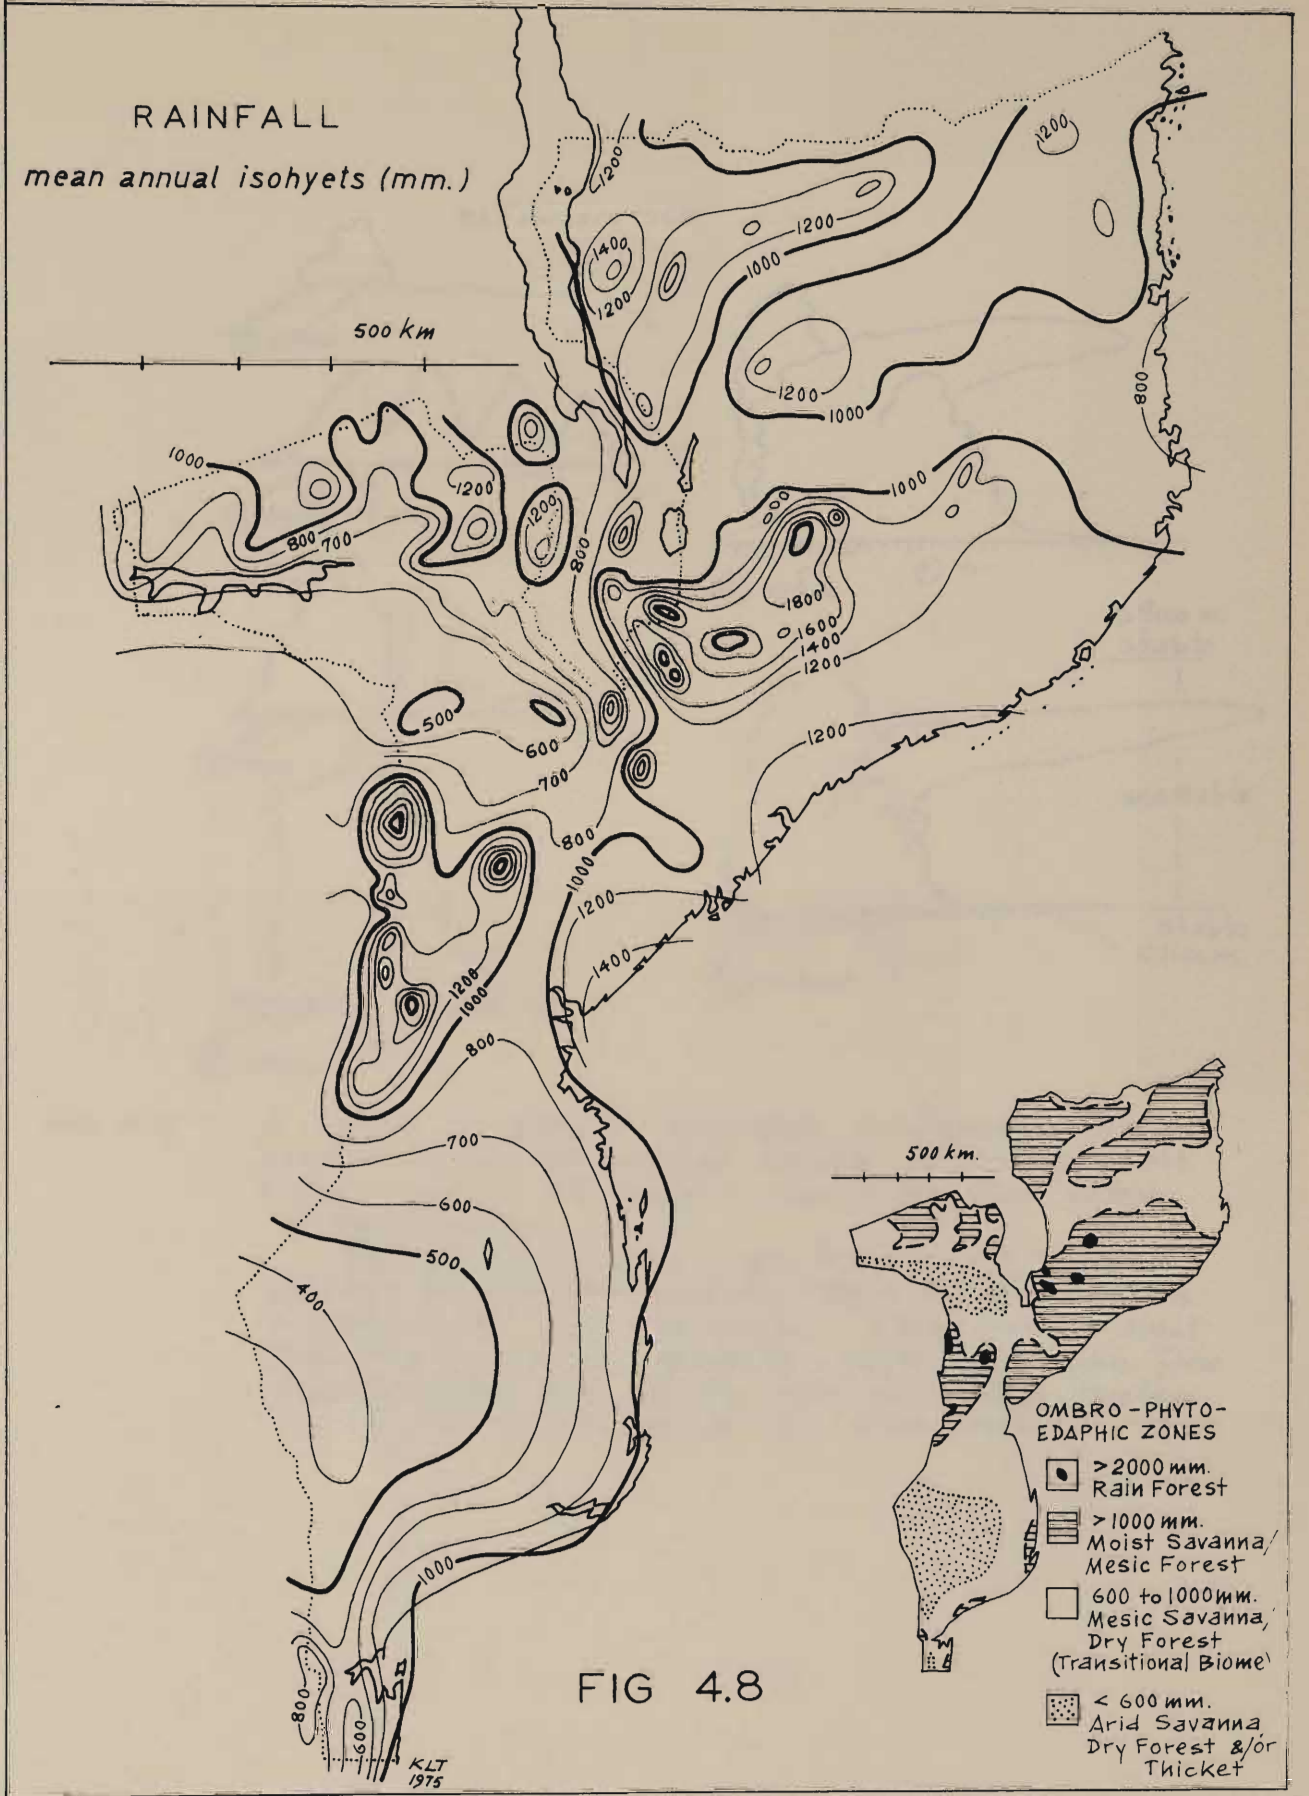 RAINFALL
mean annual isohyets (mm.)
500 km
1200
1200
1400
1200
1200
1000
1200
1000
800
1000
1200
800 700
1200
800
1000
1800
1600
1400
1200
500
600
700
1200
800
1000
1200
1400
1200
1000
800
700
600
500
400
1000
800
600
KLT
1975
FIG 4.8
500 km.
OMBRO-PHYTO-
EDAPHIC ZONES
>2000 mm.
Rain Forest
>1000 mm.
Moist Savanna/
Mesic Forest
600 to 1000mm.
Mesic Savanna,
Dry Forest
(Transitional Biome)
< 600 mm.
Arid Savanna
Dry Forest &/or
Thicket